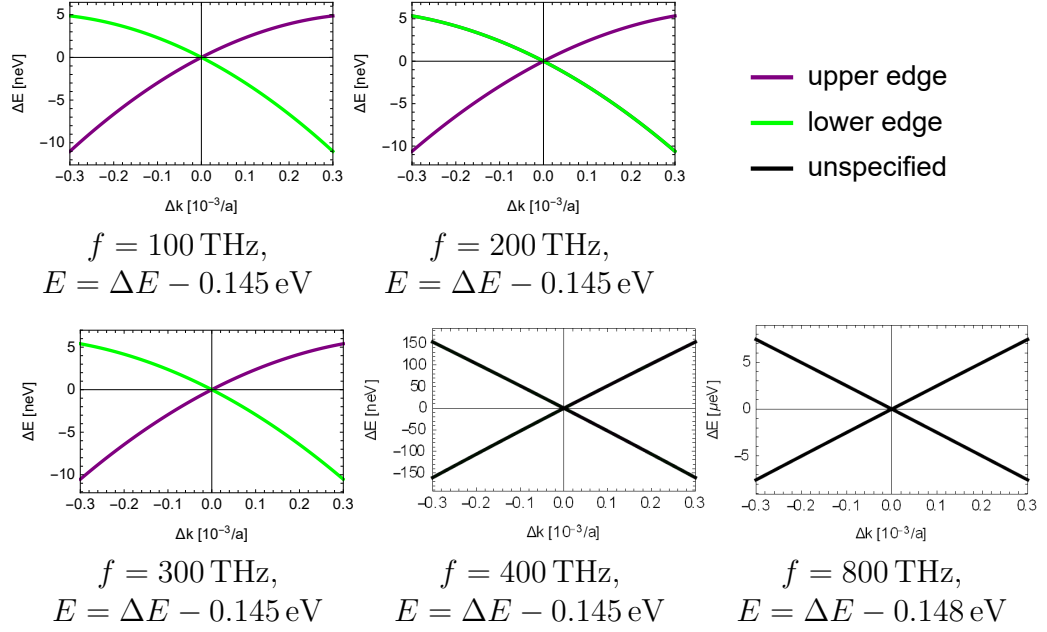 5
0
−5
−10
ΔE [neV]
−0.3 −0.2 −0.1 0.0 0.1 0.2 0.3
Δk [10⁻³/a]
f = 100 THz,
E = ΔE − 0.145 eV
5
0
−5
−10
ΔE [neV]
−0.3 −0.2 −0.1 0.0 0.1 0.2 0.3
Δk [10⁻³/a]
f = 200 THz,
E = ΔE − 0.145 eV
upper edge
lower edge
unspecified
5
0
−5
−10
ΔE [neV]
−0.3 −0.2 −0.1 0.0 0.1 0.2 0.3
Δk [10⁻³/a]
f = 300 THz,
E = ΔE − 0.145 eV
150
100
50
0
−50
−100
−150
ΔE [neV]
−0.3 −0.2 −0.1 0.0 0.1 0.2 0.3
Δk [10⁻³/a]
f = 400 THz,
E = ΔE − 0.145 eV
5
0
−5
ΔE [μeV]
−0.3 −0.2 −0.1 0.0 0.1 0.2 0.3
Δk [10⁻³/a]
f = 800 THz,
E = ΔE − 0.148 eV